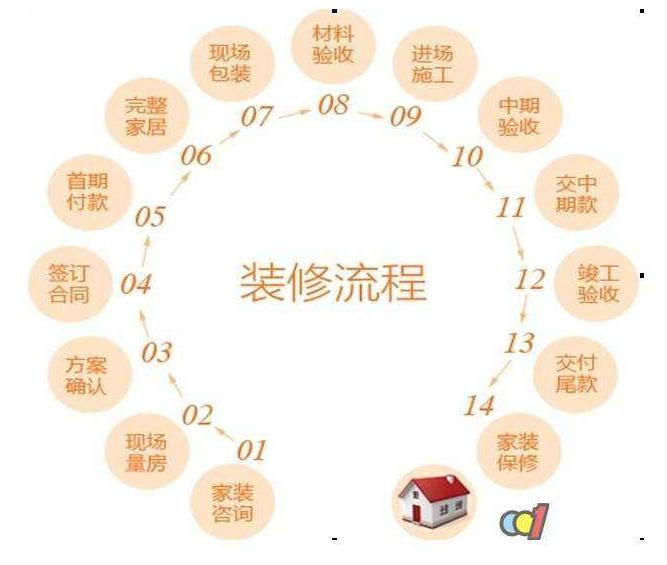 装修流程
01
家装
咨询
02
现场
量房
03
方案
确认
04
签订
合同
05
首期
付款
06
完整
家居
07
现场
包装
08
材料
验收
09
进场
施工
10
中期
验收
11
交中
期款
12
竣工
验收
13
交付
尾款
14
家装
保修